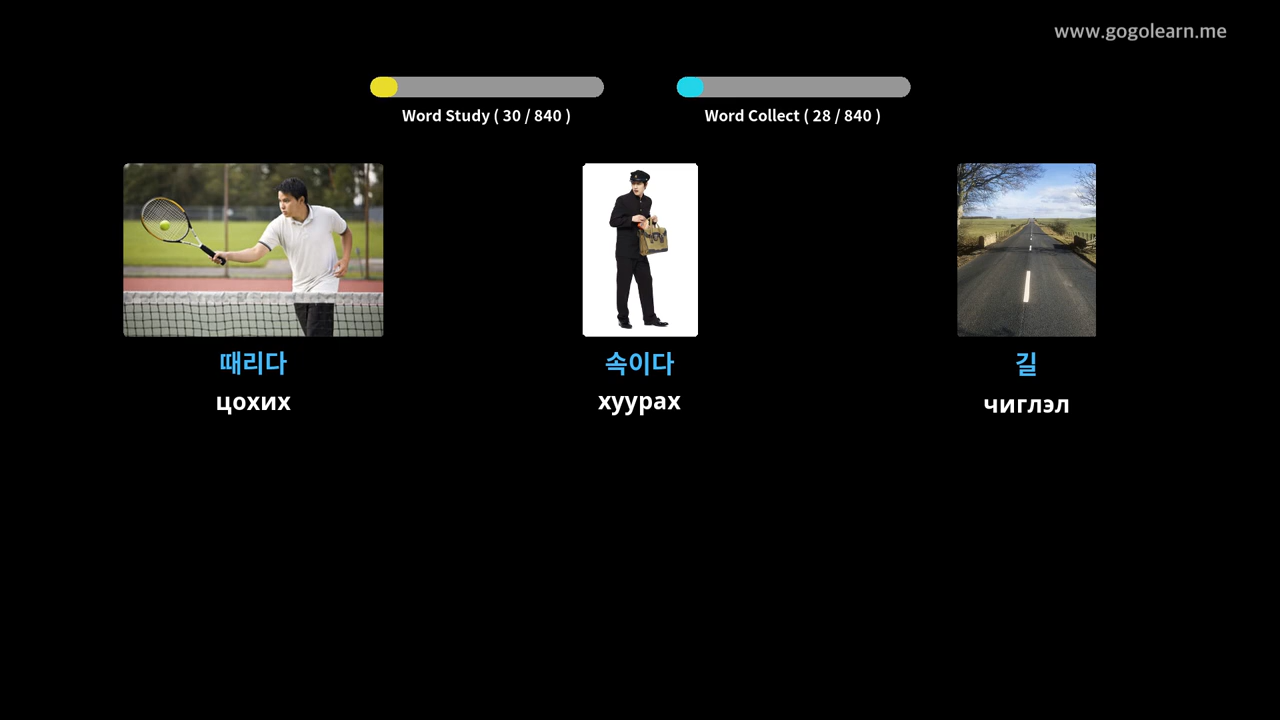 www.gogolearn.me
Word Study ( 30 / 840 )
Word Collect ( 28 / 840 )
때리다
속이다
길
цохих
хуурах
чиглэл